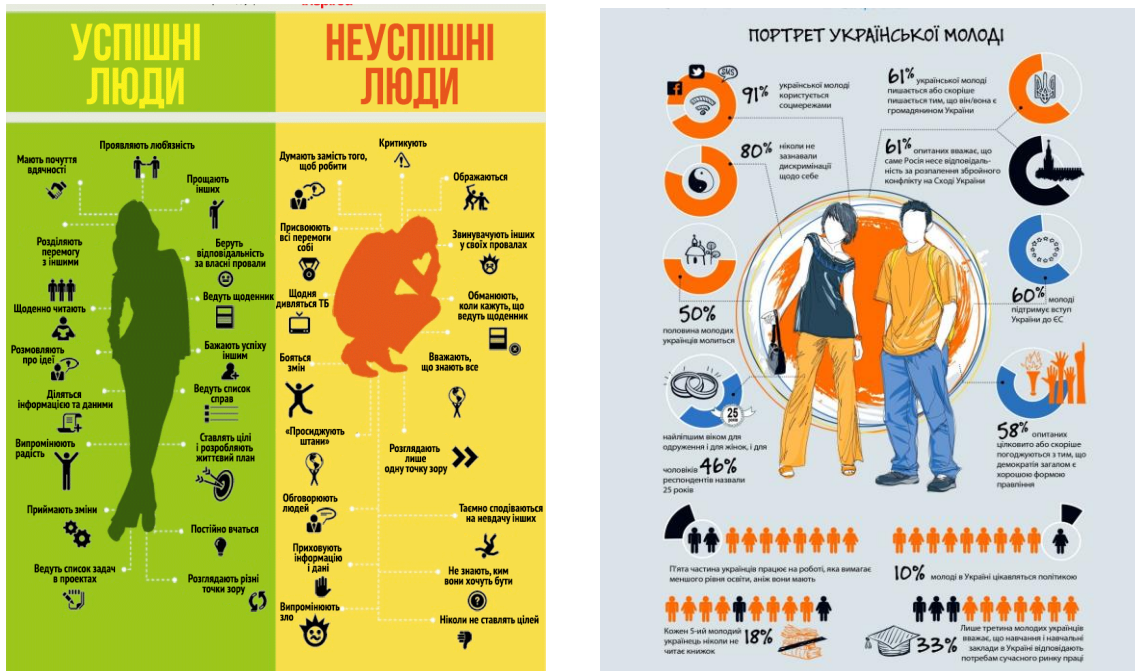 УСПІШНІ
ЛЮДИ
НЕУСПІШНІ
ЛЮДИ
Проявляють люб'язність
Мають почуття
вдячності
Прощають
інших
Розділяють
перемогу
з іншими
Беруть
відповідальність
за власні провали
Ведуть щоденник
Щоденно читають
Розмовляють
про ідеї
Бажають успіху
іншим
Діляться
інформацією та даними
Ведуть список
справ
Випромінюють
радість
Ставлять цілі
і розробляють
життєвий план
Приймають зміни
Постійно вчаться
Ведуть список задач
в проектах
Розглядають різні
точки зору
Критикують
Думають замість того,
щоб робити
Ображаються
Присвоюють
всі перемоги
собі
Звинувачують інших
у своїх провалах
Щодня
дивляться ТБ
Обманюють,
коли кажуть, що
ведуть щоденник
Бояться
змін
Вважають,
що знають все
«Просиджують
штани»
Розглядають
лише
одну точку зору
Обговорюють
людей
Таємно сподіваються
на невдачу інших
Приховують
інформацію
і дані
Не знають, ким
вони хочуть бути
Випромінюють
зло
Ніколи не ставлять цілей
ПОРТРЕТ УКРАЇНСЬКОЇ МОЛОДІ
SMS
91% української молоді
користується
соцмережами
61% української молоді
пишається або скоріше
пишається тим, що він/вона є
громадянином України
80% ніколи не
зазнавали
дискримінації
щодо себе
61% опитаних вважає, що
саме Росія несе відповідаль-
ність за розпалення збройного
конфлікту на Сході України
50%
половина молодих
українців молиться
60% молоді
підтримує вступ
України до ЄС
25
років
найліпшим віком для
одруження і для жінок, і для
чоловіків 46%
респондентів назвали
25 років
58% опитаних
цілковито або скоріше
погоджуються з тим, що
демократія загалом є
хорошою формою
правління
П'ята частина українців працює на роботі, яка вимагає
меншого рівня освіти, аніж вони мають
10% молоді в Україні цікавляться політикою
Кожен 5-ий молодий
українець ніколи не
читає книжок
18%
33% Лише третина молодих українців
вважає, що навчання і навчальні
заклади в Україні відповідають
потребам сучасного ринку праці